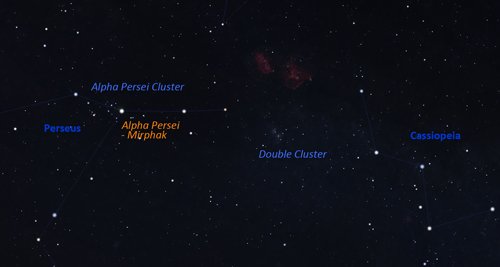 Alpha Persei Cluster
Perseus
Alpha Persei
Mirphak
Double Cluster
Cassiopeia